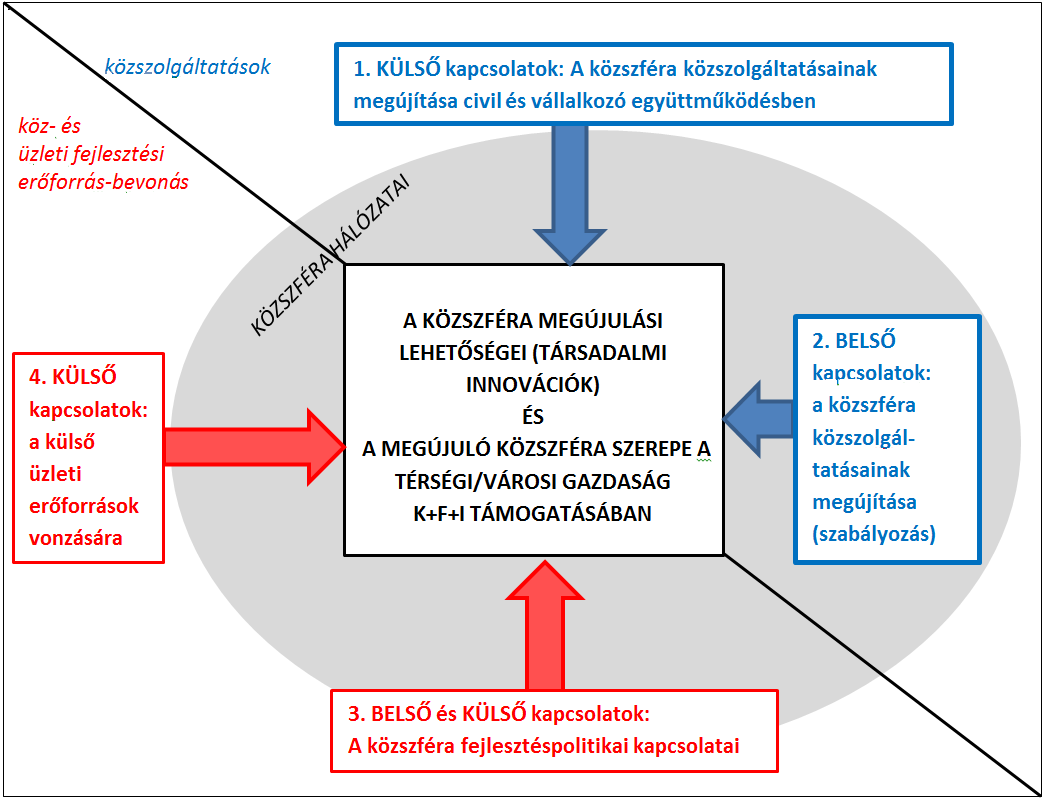 közszolgáltatások
köz- és
üzleti fejlesztési
erőforrás-bevonás
1. KÜLSŐ kapcsolatok: A közszféra közszolgáltatásainak
megújítása civil és vállalkozó együttműködésben
KÖZSZFÉRA HÁLÓZATAI
A KÖZSZFÉRA MEGÚJULÁSI
LEHETŐSÉGEI (TÁRSADALMI
INNOVÁCIÓK)
ÉS
A MEGÚJULÓ KÖZSZFÉRA SZEREPE A
TÉRSÉGI/VÁROSI GAZDASÁG
K+F+I TÁMOGATÁSÁBAN
2. BELSŐ
kapcsolatok:
a közszféra
közszolgál-
tatásainak
megújítása
(szabályozás)
4. KÜLSŐ
kapcsolatok:
a külső
üzleti
erőforrások
vonzására
3. BELSŐ és KÜLSŐ kapcsolatok:
A közszféra fejlesztéspolitikai kapcsolatai